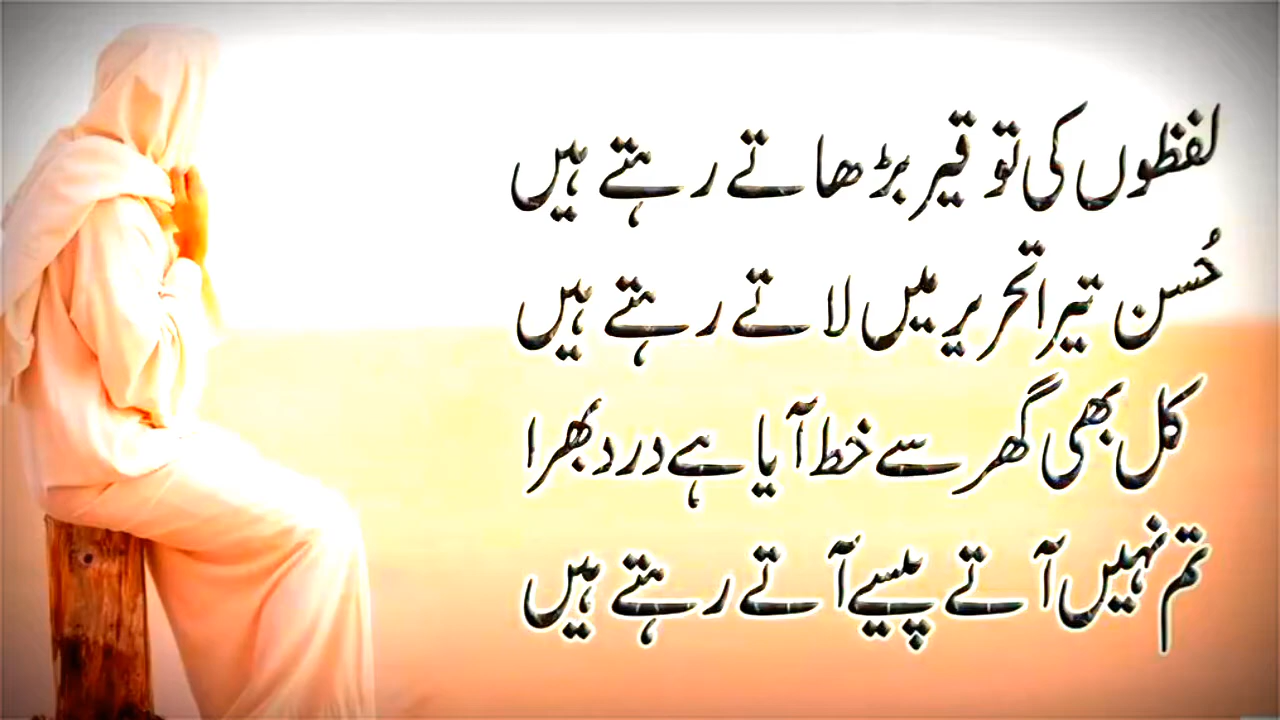 لفظوں کی توقیر بڑھاتے رہتے ہیں
حُسن تیرا تحریر میں لاتے رہتے ہیں
کل بھی گھر سے خط آیا ہے درد بھرا
تم نہیں آتے پیسے آتے رہتے ہیں